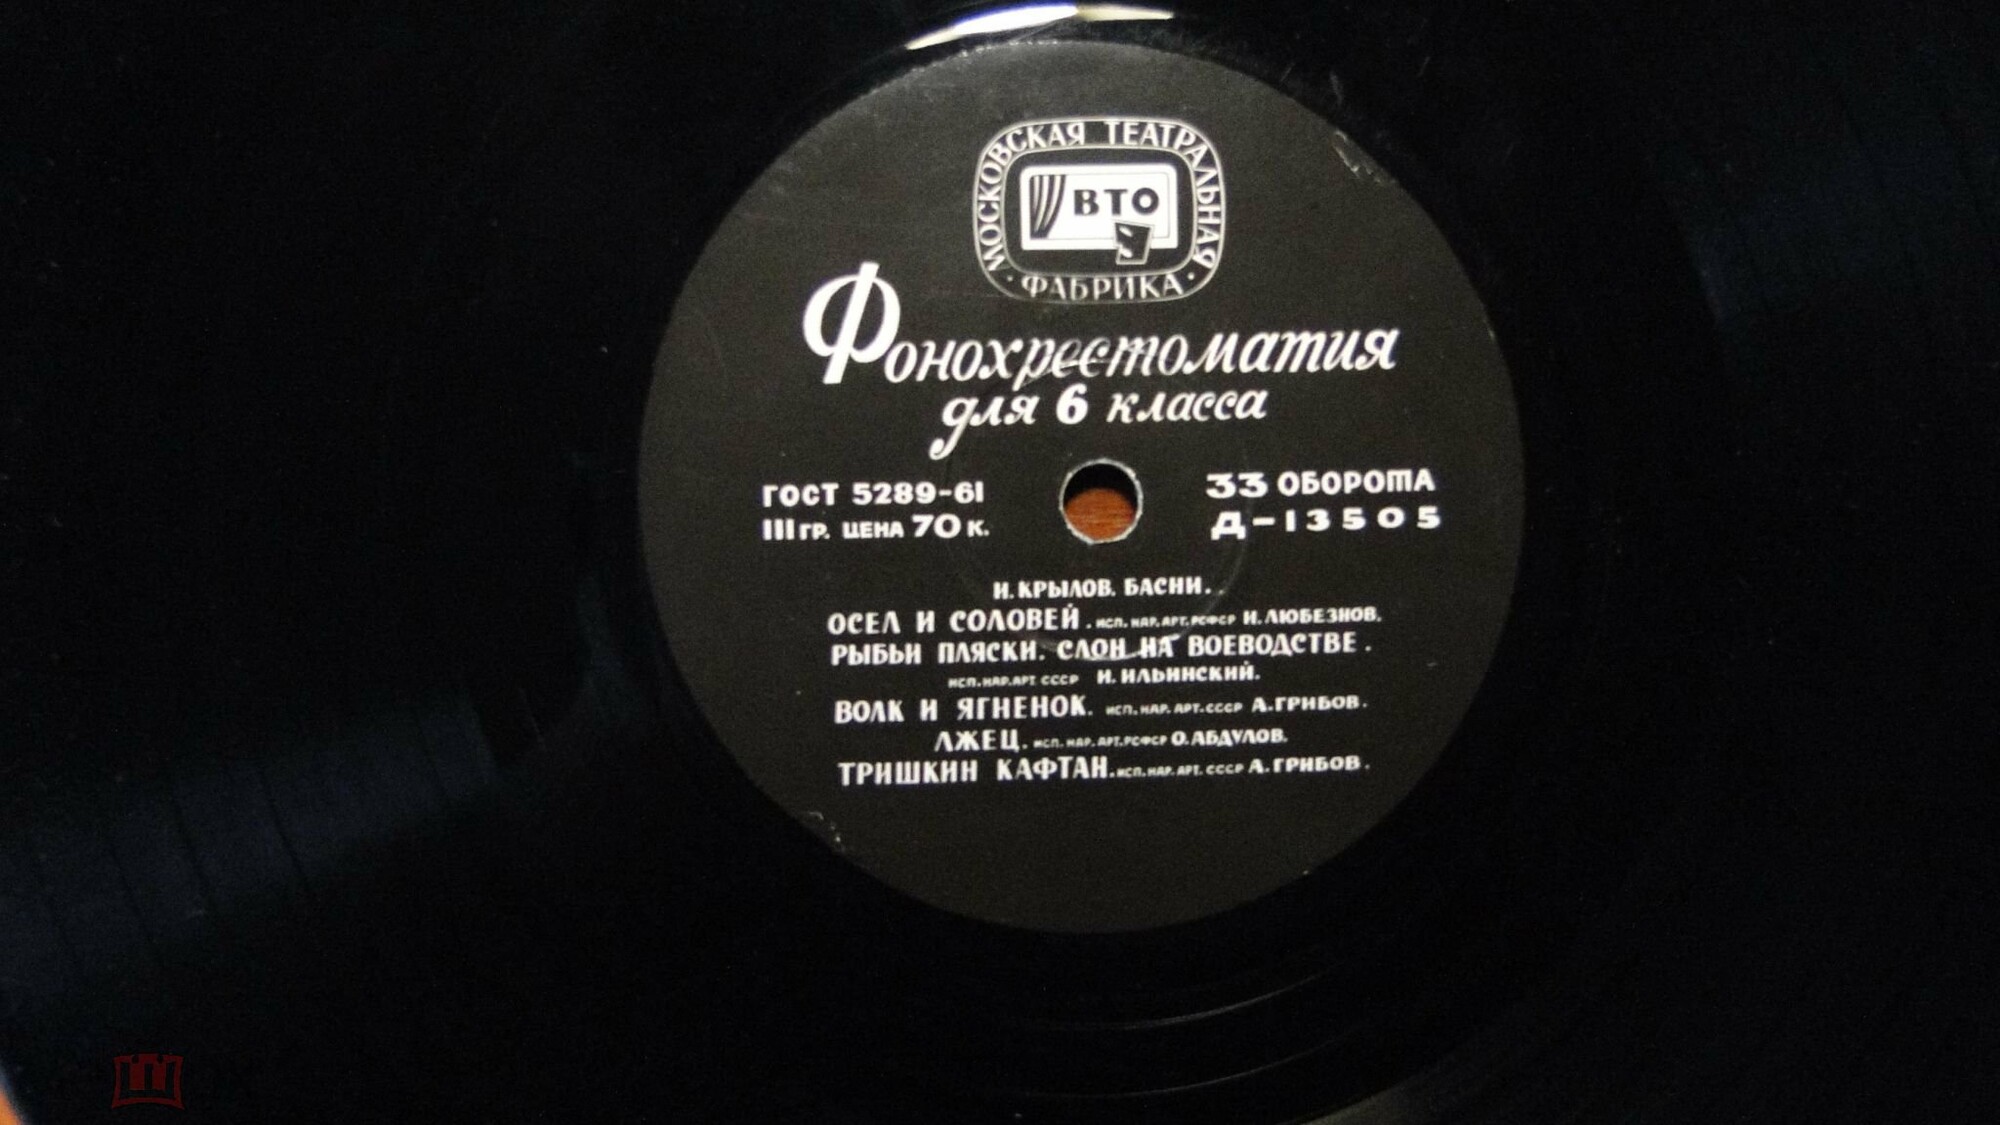 МОСКОВСКАЯ ТЕАТРАЛЬНАЯ
ВТО
· ФАБРИКА ·
Фонохрестоматия
для 6 класса
ГОСТ 5289-61
33 ОБОРОТА
III ГР. ЦЕНА 70 К.
Д-13505
И. КРЫЛОВ. БАСНИ..
ОСЕЛ И СОЛОВЕЙ. ИСП. НАР. АРТ. РСФСР И. ЛЮБЕЗНОВ.
РЫБЬИ ПЛЯСКИ. СЛОН НА ВОЕВОДСТВЕ.
ИСП. НАР. АРТ. СССР И. ИЛЬИНСКИЙ.
ВОЛК И ЯГНЕНОК. ИСП. НАР. АРТ. СССР А. ГРИБОВ.
ЛЖЕЦ. ИСП. НАР. АРТ. РСФСР О. АБДУЛОВ.
ТРИШКИН КАФТАН. ИСП. НАР. АРТ. СССР А. ГРИБОВ.